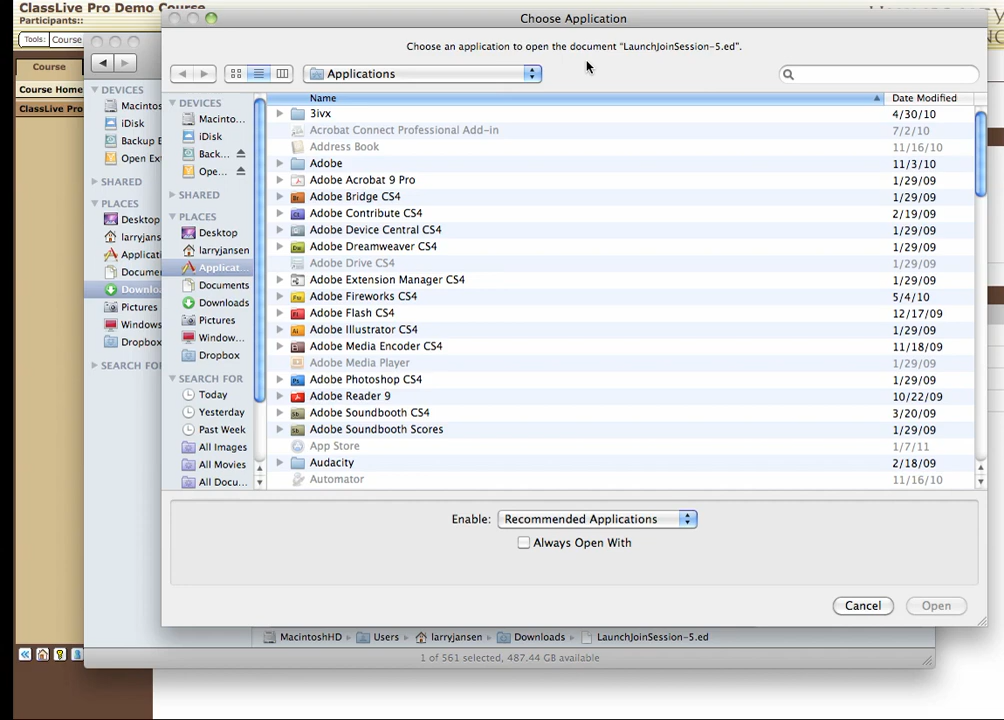 ClassLive Pro Demo Course
Participants::
Tools:
Course
Course
Course Home
ClassLive Pro
DEVICES
Macintos
iDisk
Backup E
Open Ext
SHARED
PLACES
Desktop
larryjans
Applicati
Docume
Downlo
Pictures
Windows
Dropbox
SEARCH FO
Choose Application
Choose an application to open the document “LaunchJoinSession-5.ed”.
Applications
DEVICES
Macinto...
iDisk
Back...
Ope...
SHARED
PLACES
Desktop
larryjansen
Applicat...
Documents
Downloads
Pictures
Window...
Dropbox
SEARCH FOR
Today
Yesterday
Past Week
All Images
All Movies
All Docu...
Name Date Modified
3ivx 4/30/10
Acrobat Connect Professional Add-in 7/2/10
Address Book 11/16/10
Adobe 11/3/10
Adobe Acrobat 9 Pro 1/29/09
Adobe Bridge CS4 1/29/09
Adobe Contribute CS4 2/19/09
Adobe Device Central CS4 1/29/09
Adobe Dreamweaver CS4 1/29/09
Adobe Drive CS4 1/29/09
Adobe Extension Manager CS4 1/29/09
Adobe Fireworks CS4 5/4/10
Adobe Flash CS4 12/17/09
Adobe Illustrator CS4 1/29/09
Adobe Media Encoder CS4 11/18/09
Adobe Media Player 1/29/09
Adobe Photoshop CS4 1/29/09
Adobe Reader 9 10/22/09
Adobe Soundbooth CS4 3/20/09
Adobe Soundbooth Scores 1/29/09
App Store 1/7/11
Audacity 2/18/09
Automator 11/16/10
Enable: Recommended Applications
Always Open With
Cancel Open
MacintoshHD Users larryjansen Downloads LaunchJoinSession-5.ed
1 of 561 selected, 487.44 GB available